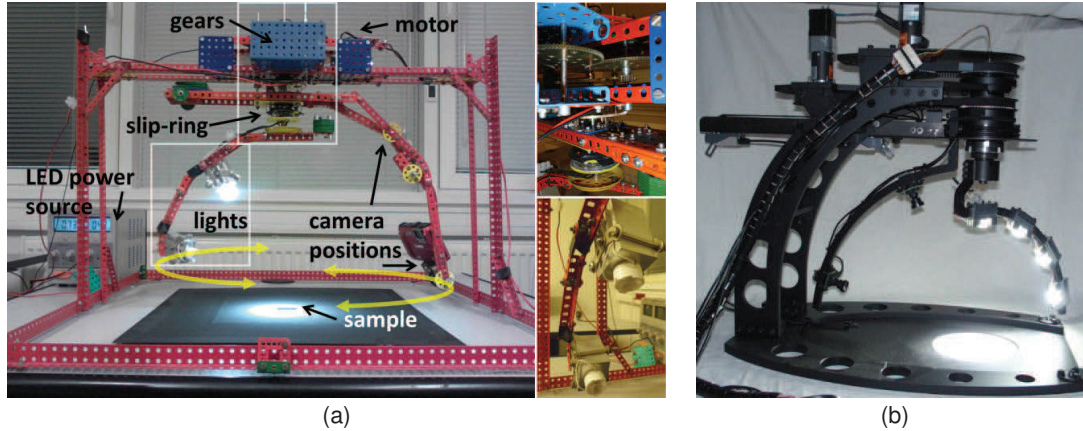 gears
motor
slip-ring
LED power
source
lights
camera
positions
sample
(a)
(b)